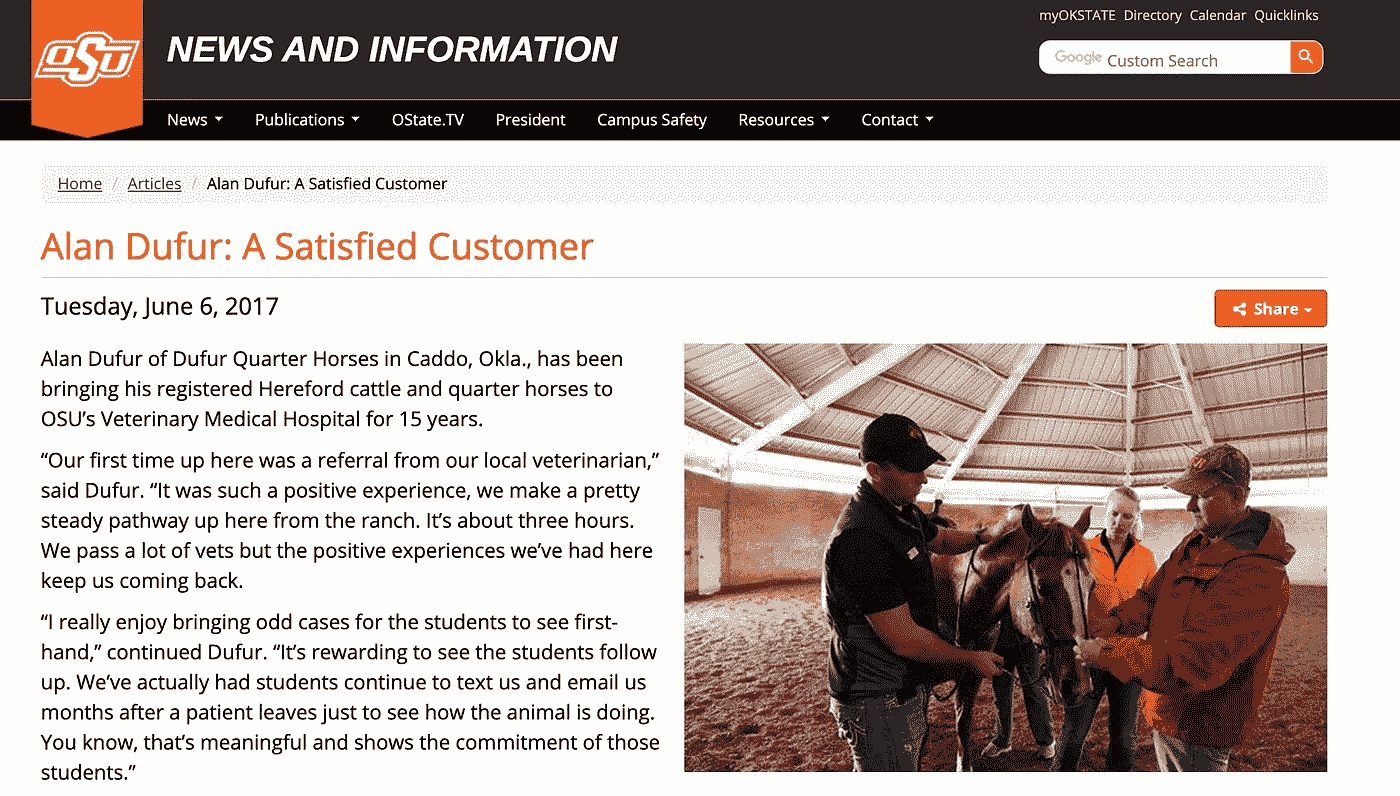 myOKSTATE Directory Calendar Quicklinks
OSU
NEWS AND INFORMATION
Google Custom Search
News Publications OState.TV President Campus Safety Resources Contact
Home / Articles / Alan Dufur: A Satisfied Customer
Alan Dufur: A Satisfied Customer
Tuesday, June 6, 2017
Share
Alan Dufur of Dufur Quarter Horses in Caddo, Okla., has been
bringing his registered Hereford cattle and quarter horses to
OSU’s Veterinary Medical Hospital for 15 years.
“Our first time up here was a referral from our local veterinarian,”
said Dufur. “It was such a positive experience, we make a pretty
steady pathway up here from the ranch. It’s about three hours.
We pass a lot of vets but the positive experiences we’ve had here
keep us coming back.
“I really enjoy bringing odd cases for the students to see first-
hand,” continued Dufur. “It’s rewarding to see the students follow
up. We’ve actually had students continue to text us and email us
months after a patient leaves just to see how the animal is doing.
You know, that’s meaningful and shows the commitment of those
students.”